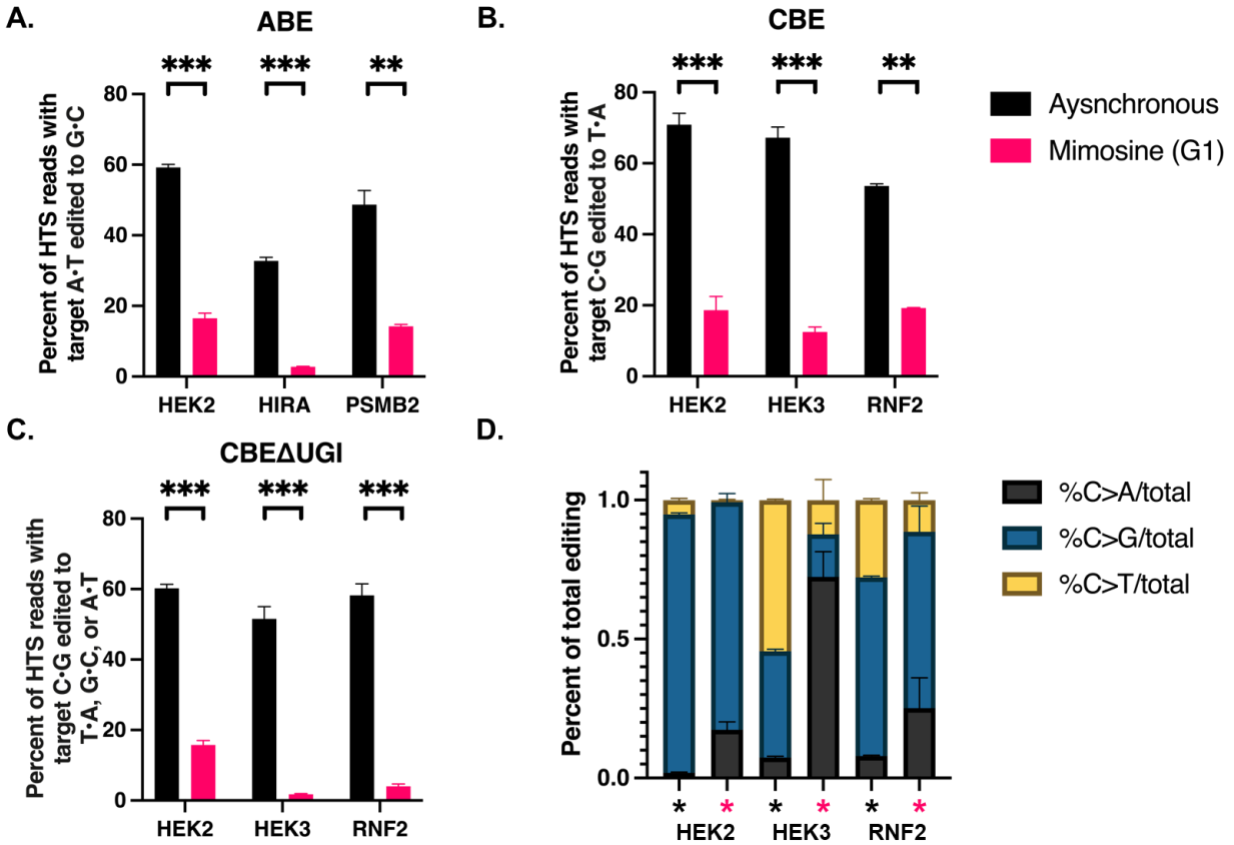 A.
ABE
*** *** **
Percent of HTS reads with
target A•T edited to G•C
80
60
40
20
0
HEK2 HIRA PSMB2
B.
CBE
*** *** **
Percent of HTS reads with
target C•G edited to T•A
80
60
40
20
0
HEK2 HEK3 RNF2
Aysnchronous
Mimosine (G1)
C.
CBEΔUGI
*** *** ***
Percent of HTS reads with
target C•G edited to
T•A, G•C, or A•T
80
60
40
20
0
HEK2 HEK3 RNF2
D.
Percent of total editing
1.0
0.5
0.0
* * * * * *
HEK2 HEK3 RNF2
%C>A/total
%C>G/total
%C>T/total